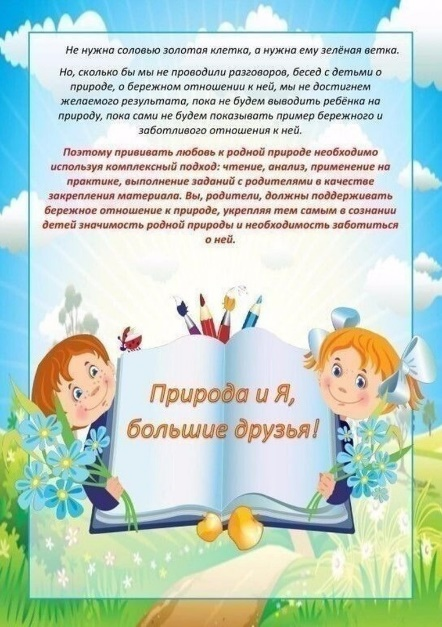 Не нужна соловью золотая клетка, а нужна ему зелёная ветка.
Но, сколько бы мы не проводили разговоров, бесед с детьми о
природе, о бережном отношении к ней, мы не достигнем
желаемого результата, пока не будем выводить ребёнка на
природу, пока сами не будем показывать пример бережного и
заботливого отношения к ней.
Поэтому прививать любовь к родной природе необходимо
используя комплексный подход: чтение, анализ, применение на
практике, выполнение заданий с родителями в качестве
закрепления материала. Вы, родители, должны поддерживать
бережное отношение к природе, укрепляя тем самым в сознании
детей значимость родной природы и необходимость заботиться
о ней.
Природа и Я,
большие друзья!